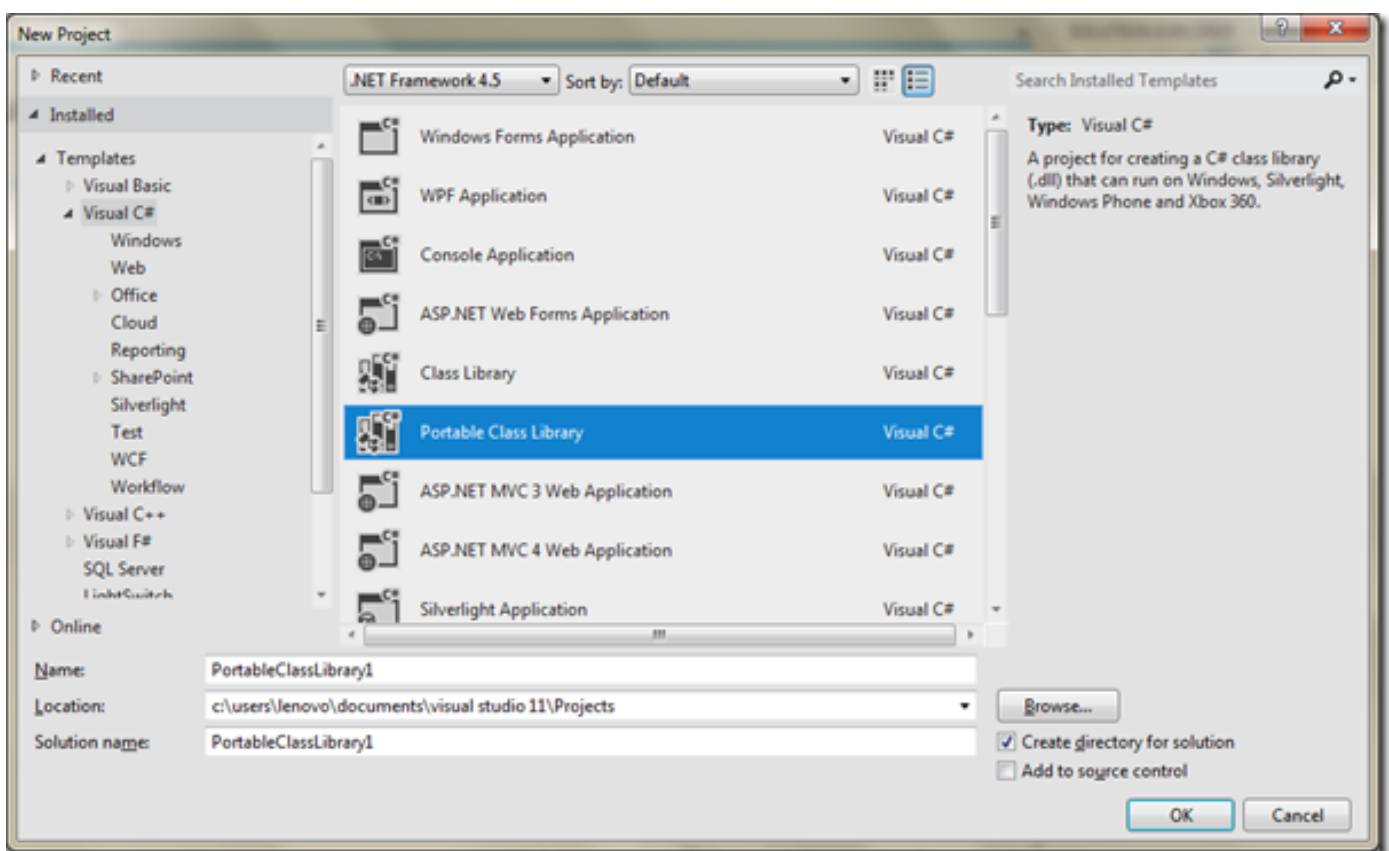 New Project
Recent
Installed
Templates
Visual Basic
Visual C#
Windows
Web
Office
Cloud
Reporting
SharePoint
Silverlight
Test
WCF
Workflow
Visual C++
Visual F#
SQL Server
LightSwitch
Online
.NET Framework 4.5 Sort by: Default
Windows Forms Application Visual C#
WPF Application Visual C#
Console Application Visual C#
ASP.NET Web Forms Application Visual C#
Class Library Visual C#
Portable Class Library Visual C#
ASP.NET MVC 3 Web Application Visual C#
ASP.NET MVC 4 Web Application Visual C#
Silverlight Application Visual C#
Search Installed Templates
Type: Visual C#
A project for creating a C# class library
(.dll) that can run on Windows, Silverlight,
Windows Phone and Xbox 360.
Name: PortableClassLibrary1
Location: c:\users\lenovo\documents\visual studio 11\Projects
Browse...
Solution name: PortableClassLibrary1
Create directory for solution
Add to source control
OK Cancel